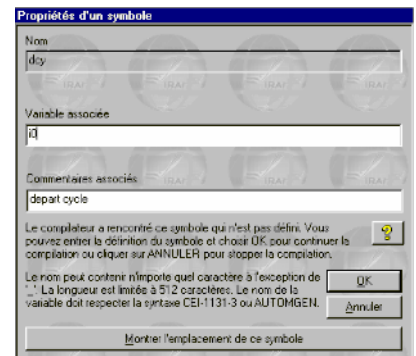 Propriétés d'un symbole
Nom
dcy
Variable associée
i0
Commentaires associés
depart cycle
Le compilateur a rencontré ce symbole qui n'est pas défini. Vous
pouvez entrer la définition du symbole et choisir OK pour continuer la
compilation ou cliquer sur ANNULER pour stopper la compilation.
?
Le nom peut contenir n'importe quel caractère à l'exception de
'_'. La longueur est limitée à 512 caractères. Le nom de la
variable doit respecter la syntaxe CEI-1131-3 ou AUTOMGEN.
OK
Annuler
Montrer l'emplacement de ce symbole